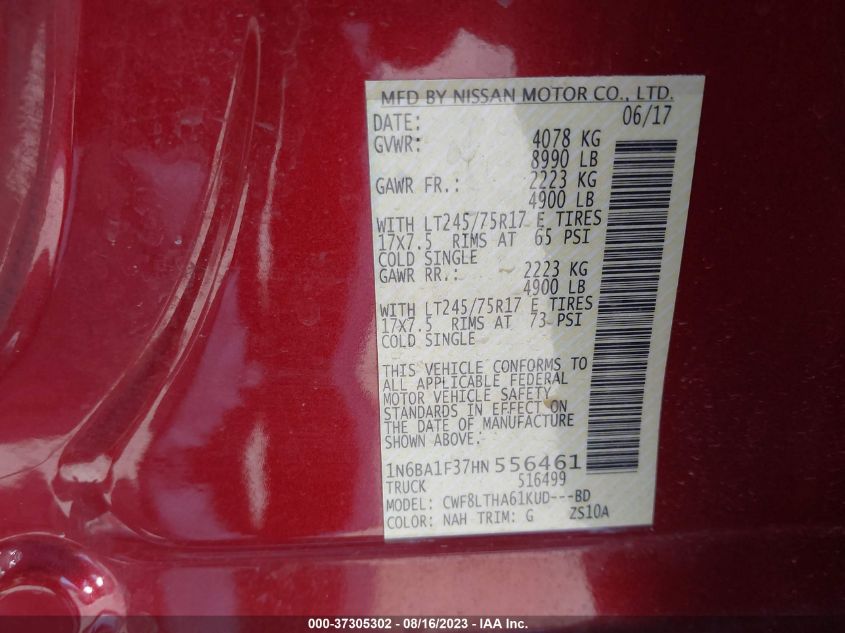 MFD BY NISSAN MOTOR CO., LTD.
DATE: 06/17
GVWR: 4078 KG
8990 LB
GAWR FR.: 2223 KG
4900 LB
WITH LT245/75R17 E TIRES
17X7.5 RIMS AT 65 PSI
COLD SINGLE
GAWR RR.: 2223 KG
4900 LB
WITH LT245/75R17 E TIRES
17X7.5 RIMS AT 73 PSI
COLD SINGLE
THIS VEHICLE CONFORMS TO
ALL APPLICABLE FEDERAL
MOTOR VEHICLE SAFETY
STANDARDS IN EFFECT ON
THE DATE OF MANUFACTURE
SHOWN ABOVE.
1N6BA1F37HN556461
TRUCK 516499
MODEL: CWF8LTHA61KUD---BD
COLOR: NAH TRIM: G ZS10A
000-37305302 - 08/16/2023 - IAA Inc.